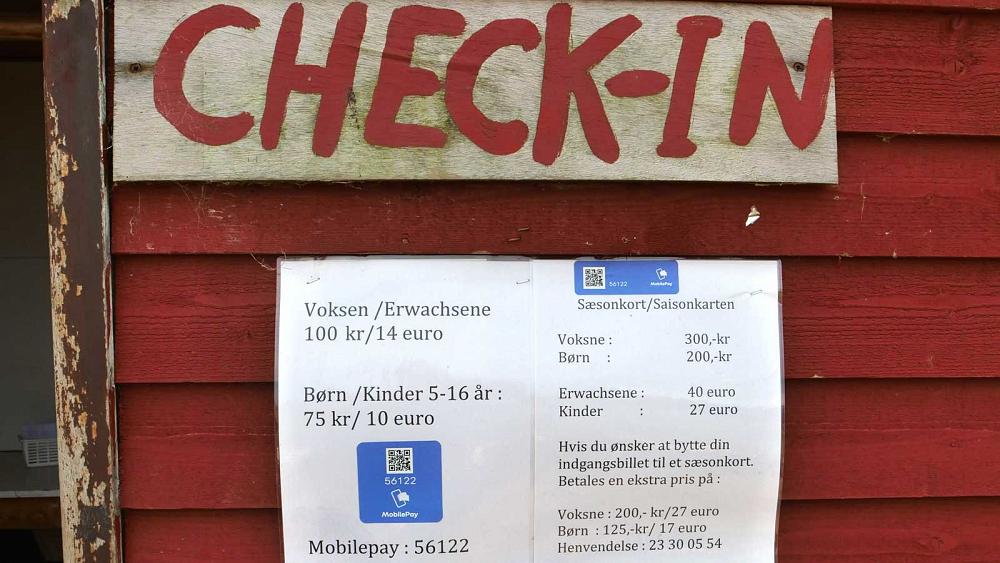 CHECK-IN
Voksen /Erwachsene
100 kr/14 euro
Børn /Kinder 5-16 år :
75 kr/ 10 euro
56122
MobilePay
Mobilepay : 56122
56122
MobilePay
Sæsonkort/Saisonkarten
Voksne : 300,-kr
Børn : 200,-kr
Erwachsene : 40 euro
Kinder : 27 euro
Hvis du ønsker at bytte din
indgangsbillet til et sæsonkort.
Betales en ekstra pris på :
Voksne : 200,- kr/27 euro
Børn : 125,-kr/ 17 euro
Henvendelse : 23 30 05 54